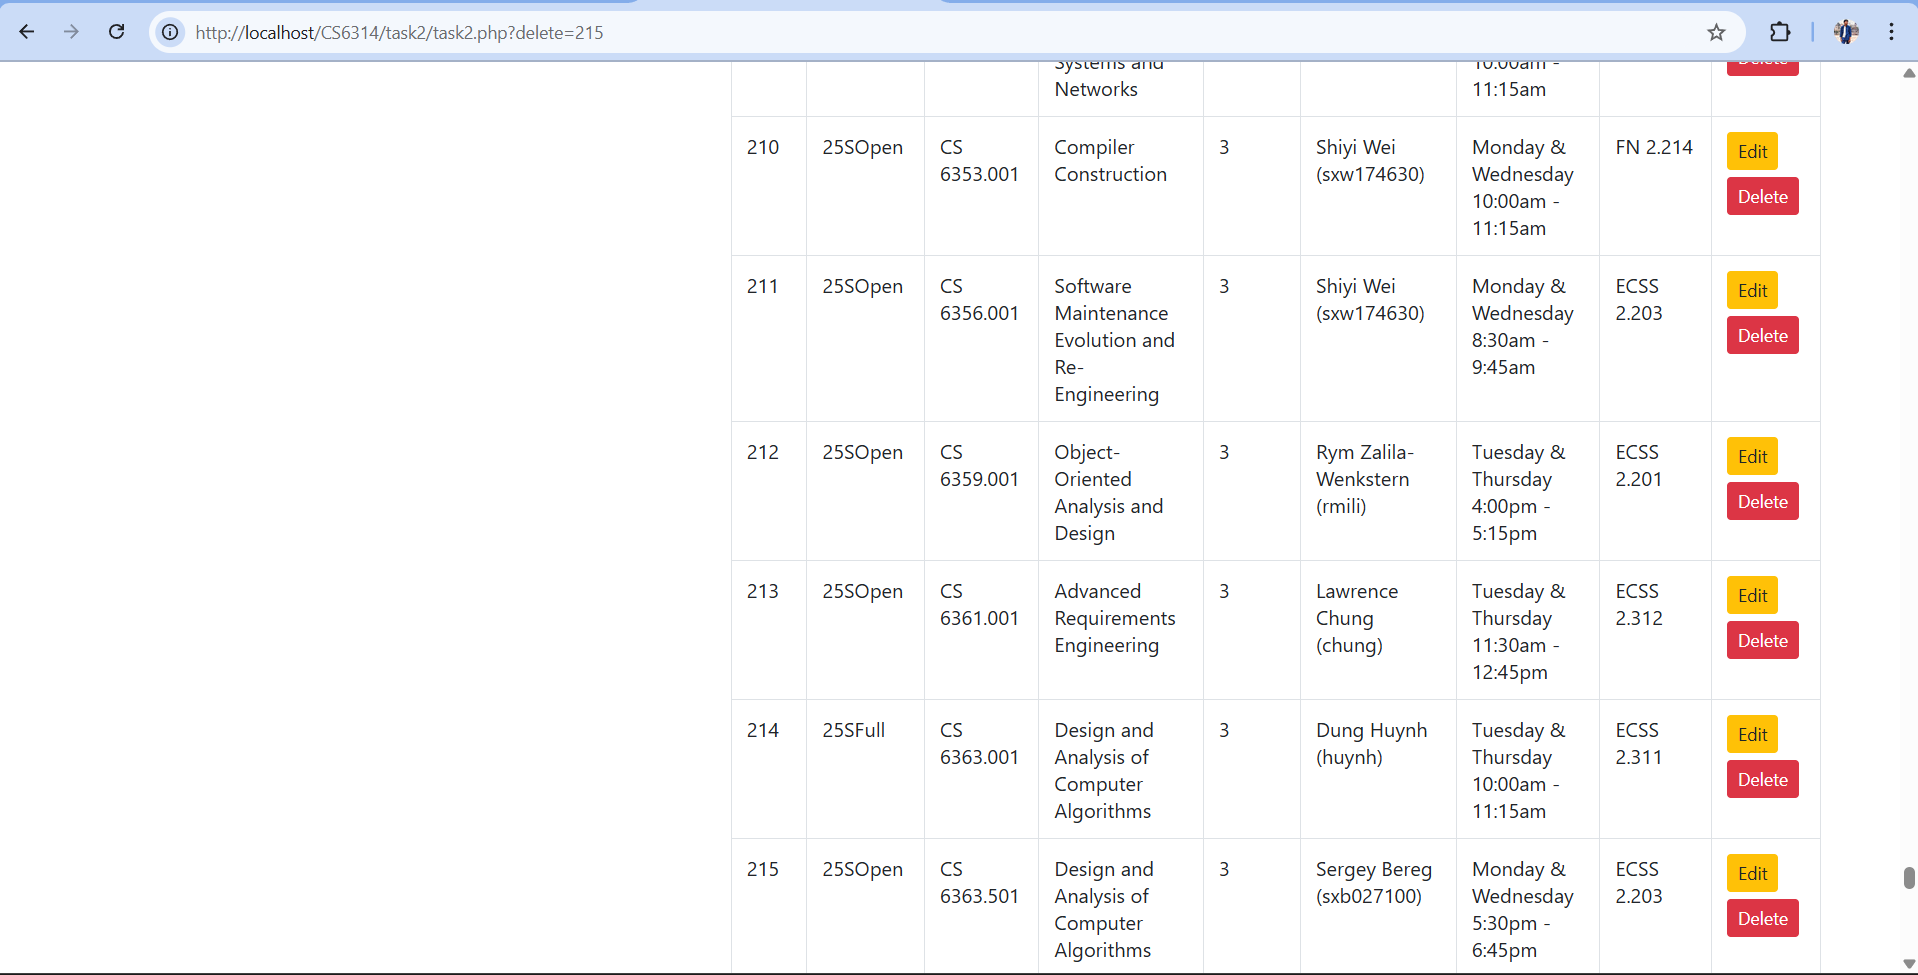 http://localhost/CS6314/task2/task2.php?delete=215
Systems and 10:00am - Delete
Networks 11:15am
210 25SOpen CS Compiler 3 Shiyi Wei Monday & FN 2.214 Edit
6353.001 Construction (sxw174630) Wednesday Delete
10:00am -
11:15am
211 25SOpen CS Software 3 Shiyi Wei Monday & ECSS Edit
6356.001 Maintenance (sxw174630) Wednesday 2.203 Delete
Evolution and 8:30am -
Re- 9:45am
Engineering
212 25SOpen CS Object- 3 Rym Zalila- Tuesday & ECSS Edit
6359.001 Oriented Wenkstern Thursday 2.201 Delete
Analysis and (rmili) 4:00pm -
Design 5:15pm
213 25SOpen CS Advanced 3 Lawrence Tuesday & ECSS Edit
6361.001 Requirements Chung Thursday 2.312 Delete
Engineering (chung) 11:30am -
12:45pm
214 25SFull CS Design and 3 Dung Huynh Tuesday & ECSS Edit
6363.001 Analysis of (huynh) Thursday 2.311 Delete
Computer 10:00am -
Algorithms 11:15am
215 25SOpen CS Design and 3 Sergey Bereg Monday & ECSS Edit
6363.501 Analysis of (sxb027100) Wednesday 2.203 Delete
Computer 5:30pm -
Algorithms 6:45pm